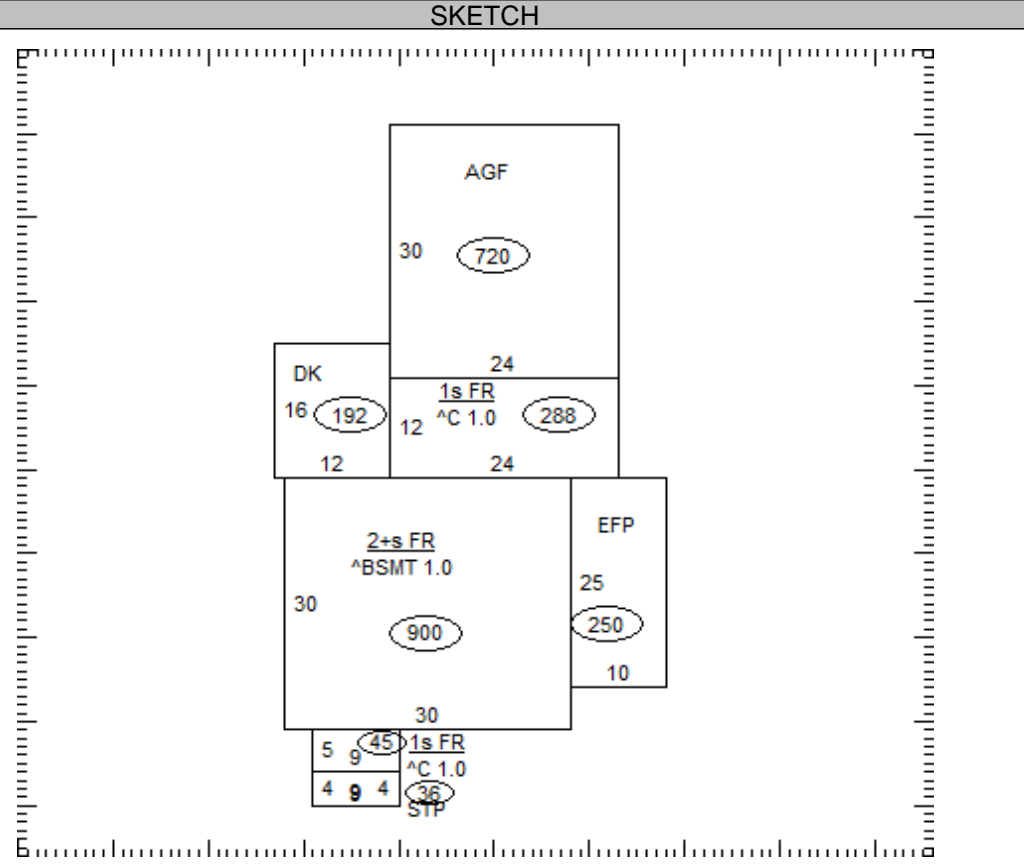 SKETCH
AGF
30 720
24
DK
16 192
12
1s FR
^C 1.0 288
12
24
2+s FR
^BSMT 1.0
30
900
30
EFP
25
250
10
5 9 45 1s FR
^C 1.0
4 9 4 36
STP